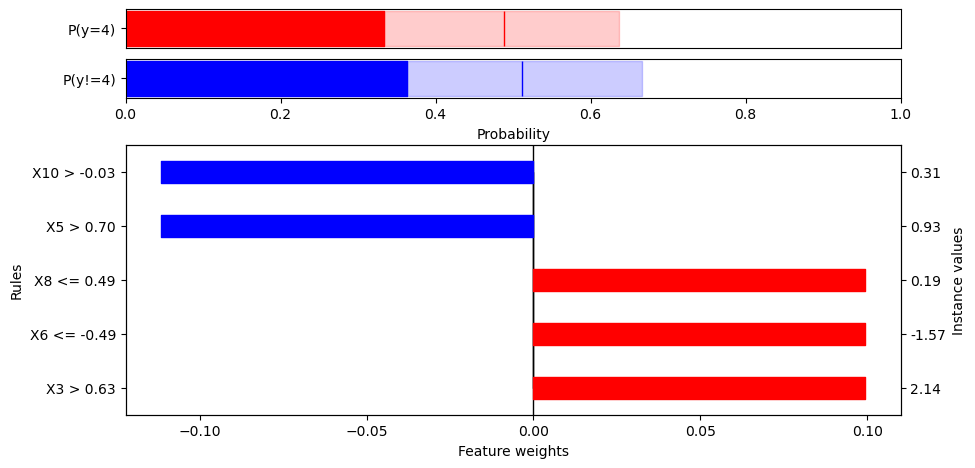 P(y=4)
P(y!=4)
0.0 0.2 0.4 0.6 0.8 1.0
Probability
X10 > -0.03 0.31
X5 > 0.70 0.93
X8 <= 0.49 0.19
X6 <= -0.49 -1.57
X3 > 0.63 2.14
Rules
Instance values
−0.10 −0.05 0.00 0.05 0.10
Feature weights